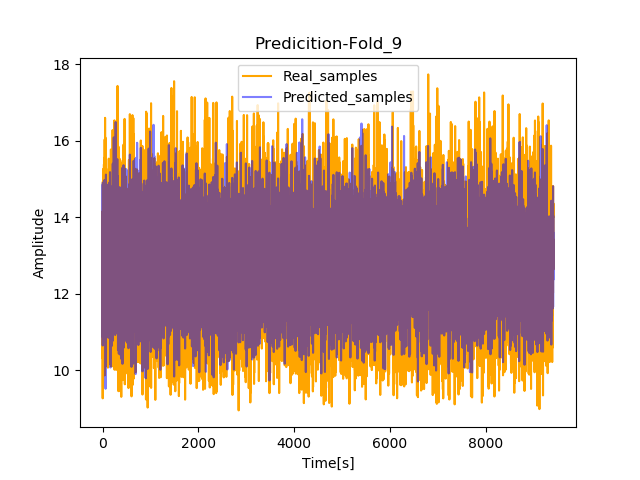 Predicition-Fold_9
Real_samples
Predicted_samples
18
16
14
12
10
Amplitude
0 2000 4000 6000 8000
Time[s]